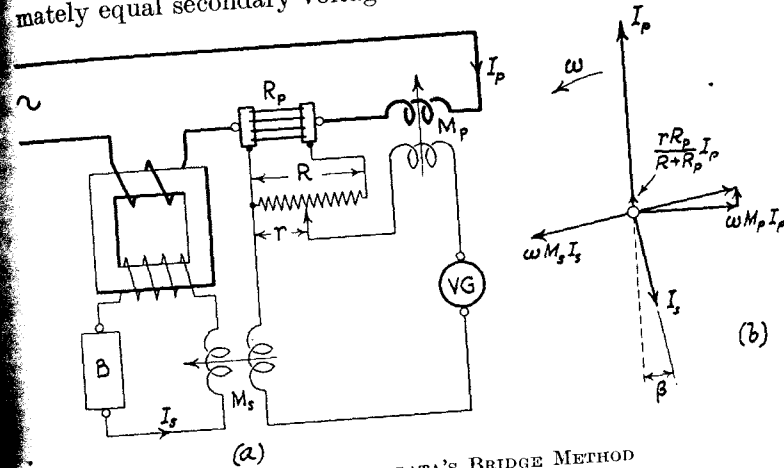 mately equal secondary
~
I_p
R_p
M_p
R
r
VG
B
M_s
I_s
(a)
I_p
ω
rR_p/(R+R_p) I_p
ωM_p I_p
ωM_s I_s
I_s
β
(b)
BRIDGE METHOD